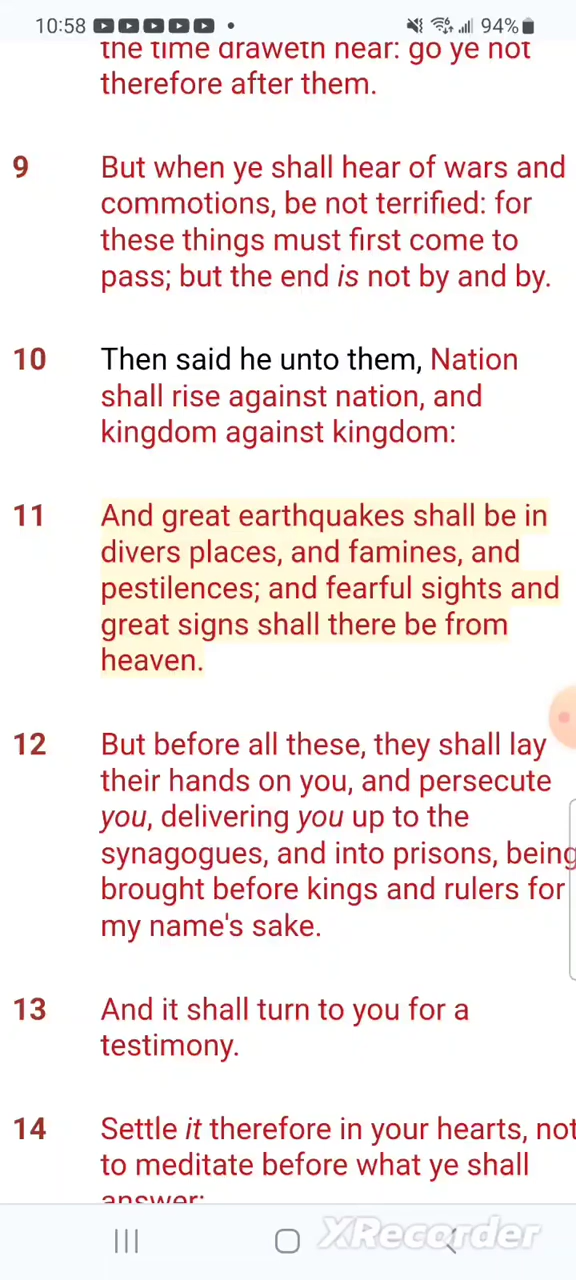 10:58 94%
the time draweth near: go ye not
therefore after them.
9 But when ye shall hear of wars and
commotions, be not terrified: for
these things must first come to
pass; but the end is not by and by.
10 Then said he unto them, Nation
shall rise against nation, and
kingdom against kingdom:
11 And great earthquakes shall be in
divers places, and famines, and
pestilences; and fearful sights and
great signs shall there be from
heaven.
12 But before all these, they shall lay
their hands on you, and persecute
you, delivering you up to the
synagogues, and into prisons, being
brought before kings and rulers for
my name's sake.
13 And it shall turn to you for a
testimony.
14 Settle it therefore in your hearts, not
to meditate before what ye shall
answer:
XRecorder